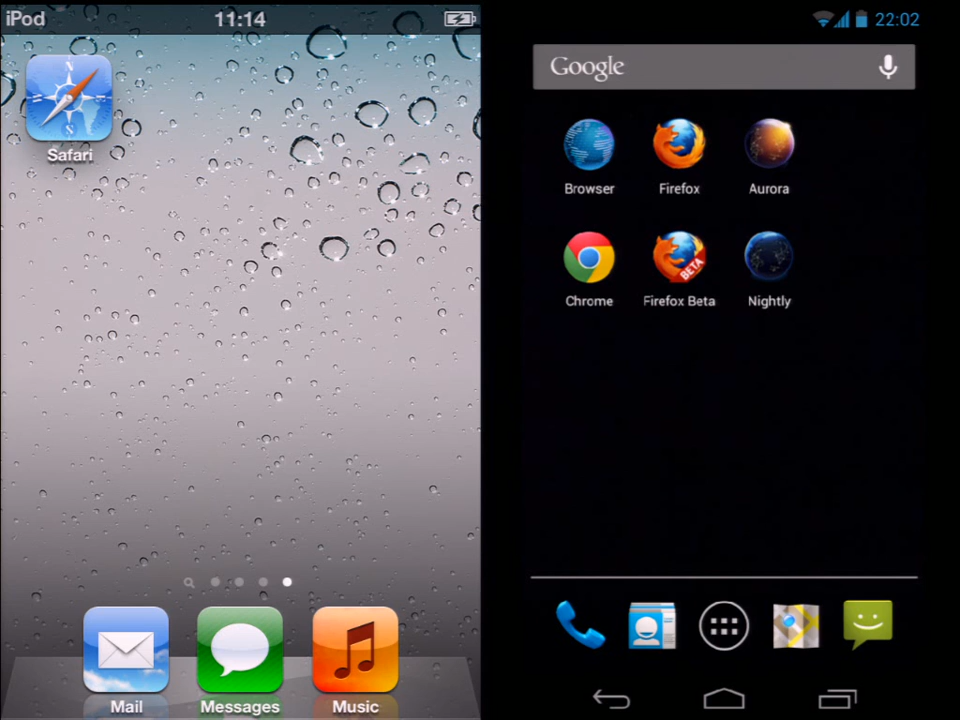 iPod 11:14
N
S
Safari
Mail Messages Music
22:02
Google
Browser Firefox Aurora
BETA
Chrome Firefox Beta Nightly